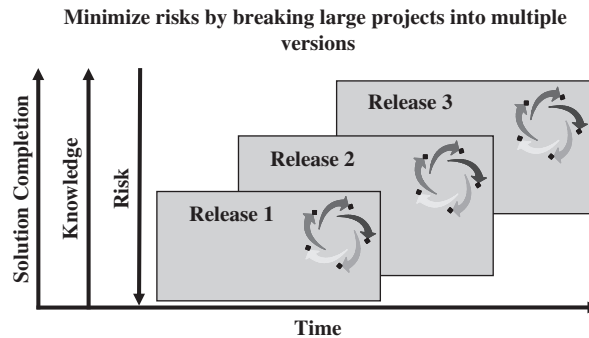 Minimize risks by breaking large projects into multiple
versions
Solution Completion
Knowledge
Risk
Release 3
Release 2
Release 1
Time